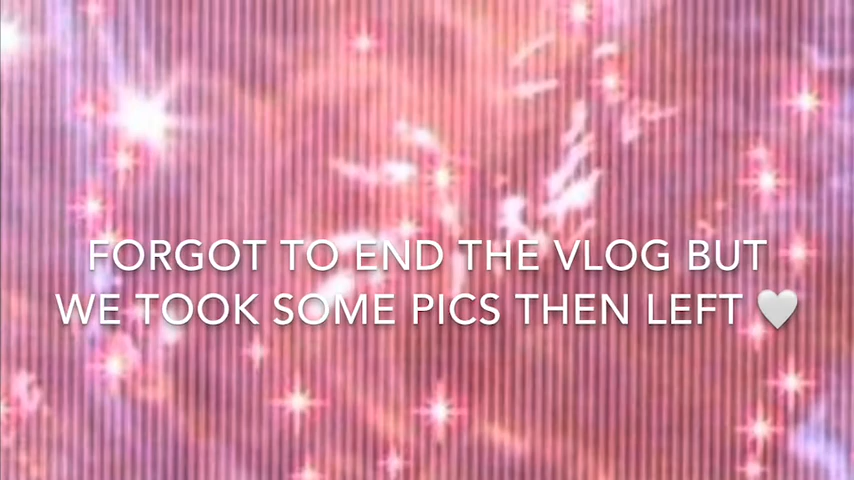 FORGOT TO END THE VLOG BUT
WE TOOK SOME PICS THEN LEFT 🤍